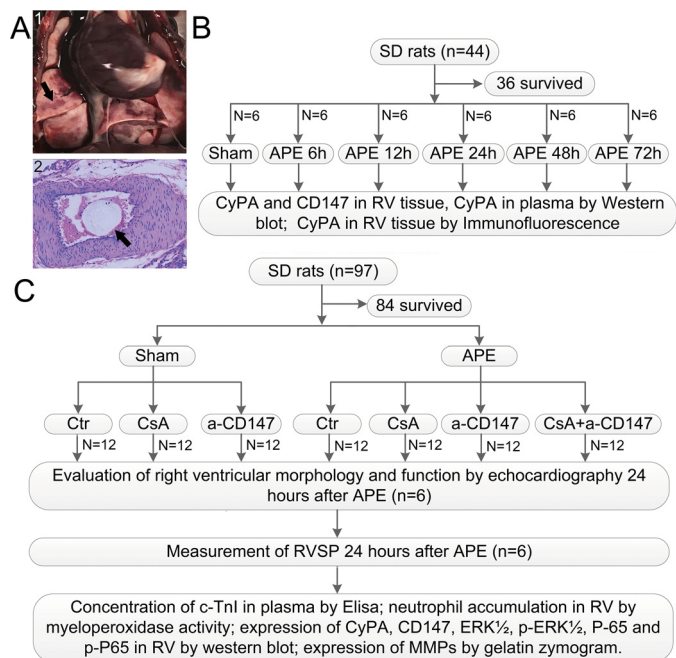 A
1
2
B
SD rats (n=44)
36 survived
N=6 N=6 N=6 N=6 N=6 N=6
Sham APE 6h APE 12h APE 24h APE 48h APE 72h
CyPA and CD147 in RV tissue, CyPA in plasma by Western
blot; CyPA in RV tissue by Immunofluorescence
C
SD rats (n=97)
84 survived
Sham APE
Ctr CsA a-CD147 Ctr CsA a-CD147 CsA+a-CD147
N=12 N=12 N=12 N=12 N=12 N=12 N=12
Evaluation of right ventricular morphology and function by echocardiography 24
hours after APE (n=6)
Measurement of RVSP 24 hours after APE (n=6)
Concentration of c-TnI in plasma by Elisa; neutrophil accumulation in RV by
myeloperoxidase activity; expression of CyPA, CD147, ERK½, p-ERK½, P-65 and
p-P65 in RV by western blot; expression of MMPs by gelatin zymogram.